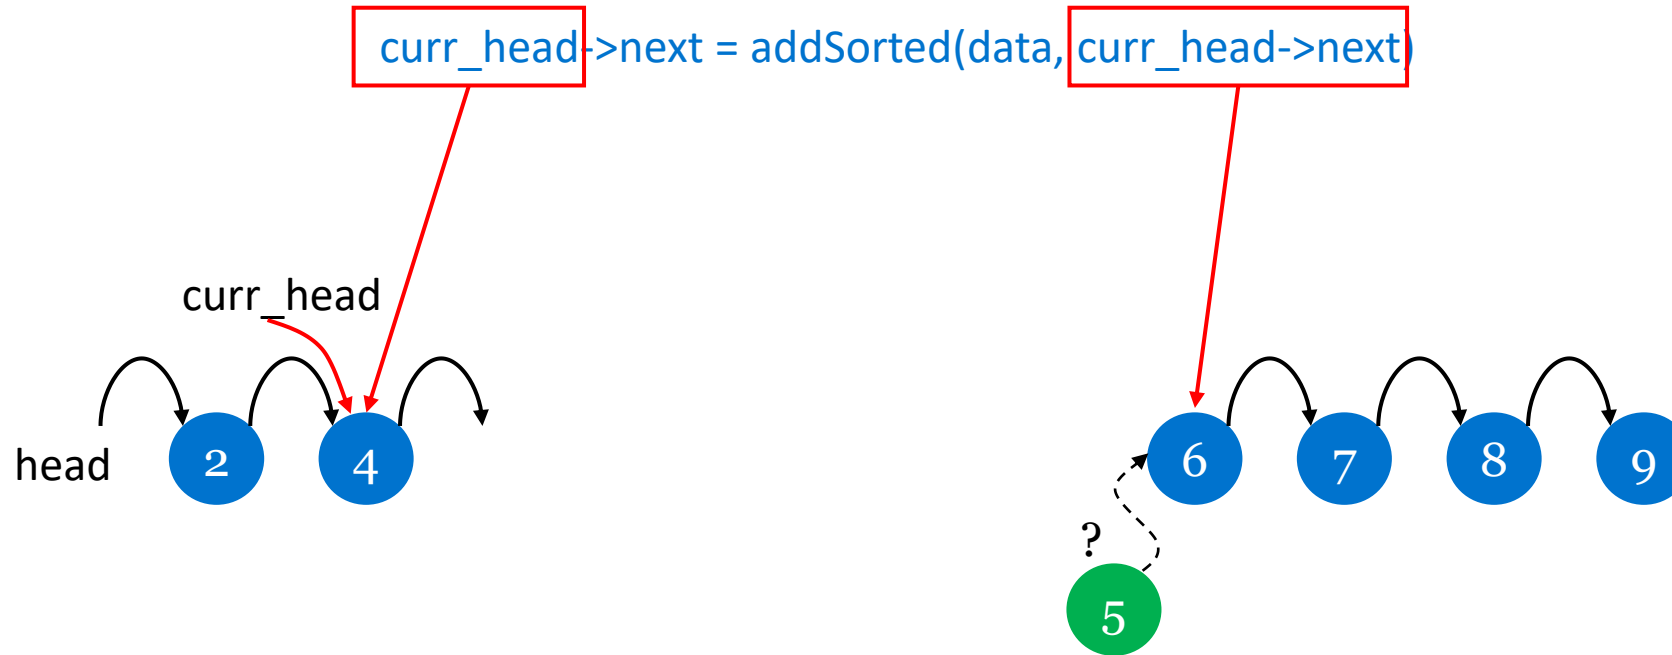 curr_head->next = addSorted(data, curr_head->next)
curr_head
head
2
4
6
7
8
9
?
5